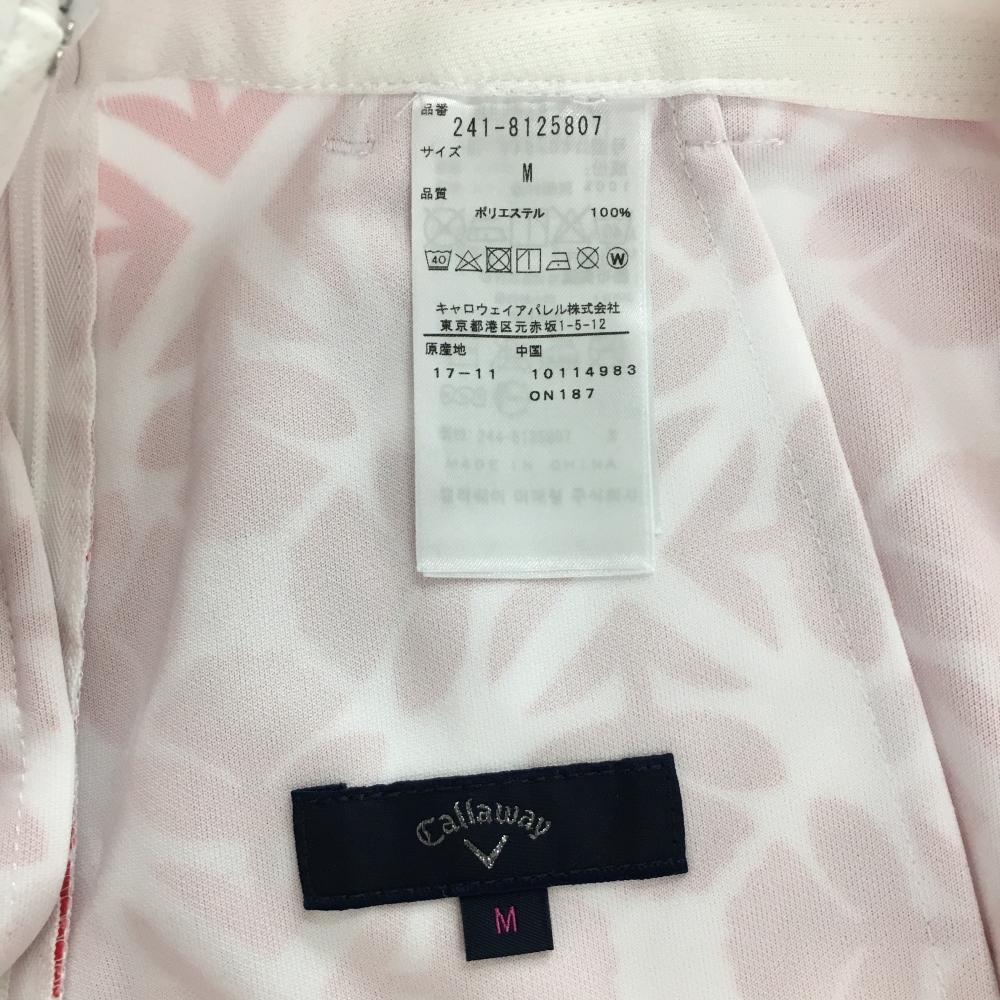 品番
241-8125807
サイズ
M
品質
ポリエステル 100%
40 W
キャロウェイアパレル株式会社
東京都港区元赤坂1-5-12
原産地 中国
17-11 10114983
ON187
MADE IN CHINA
Callaway
M